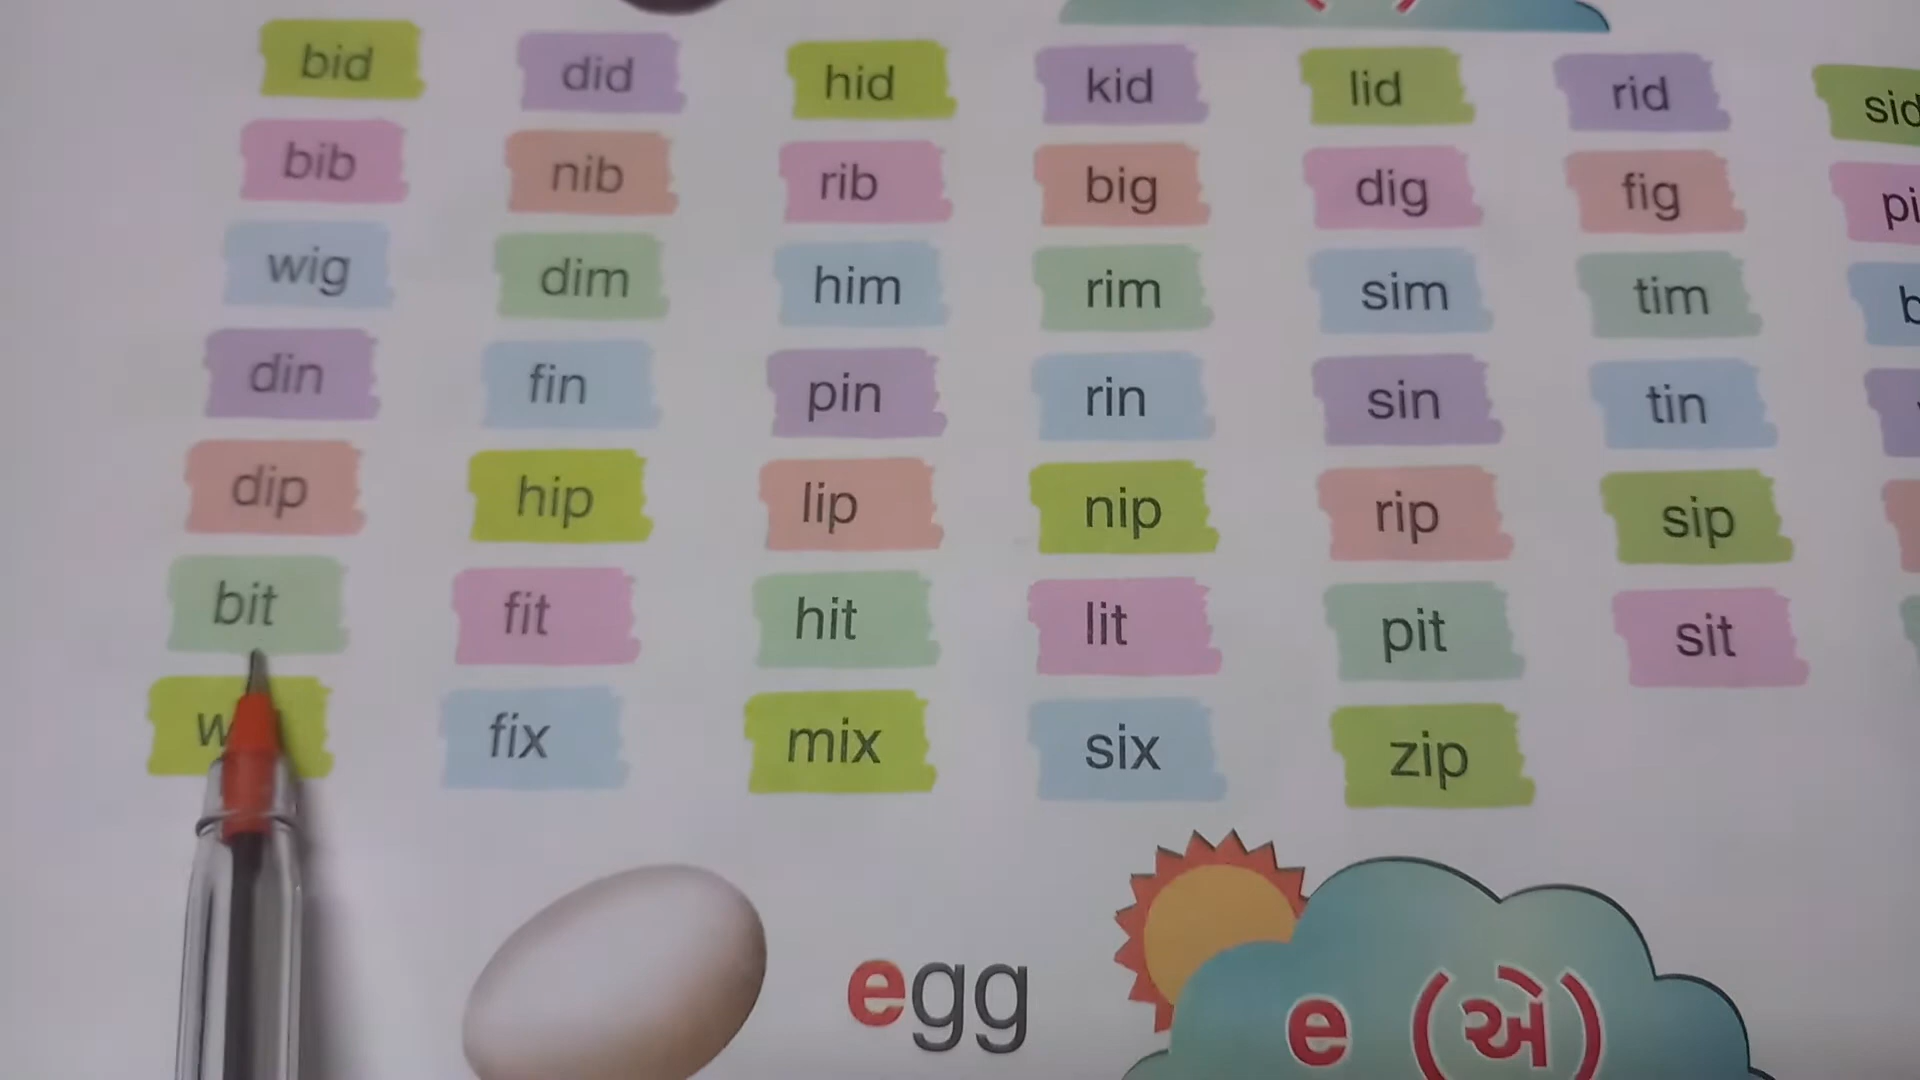 bid did hid kid lid rid
bib nib rib big dig fig
wig dim him rim sim tim
din fin pin rin sin tin
dip hip lip nip rip sip
bit fit hit lit pit sit
fix mix six zip
egg
e (એ)